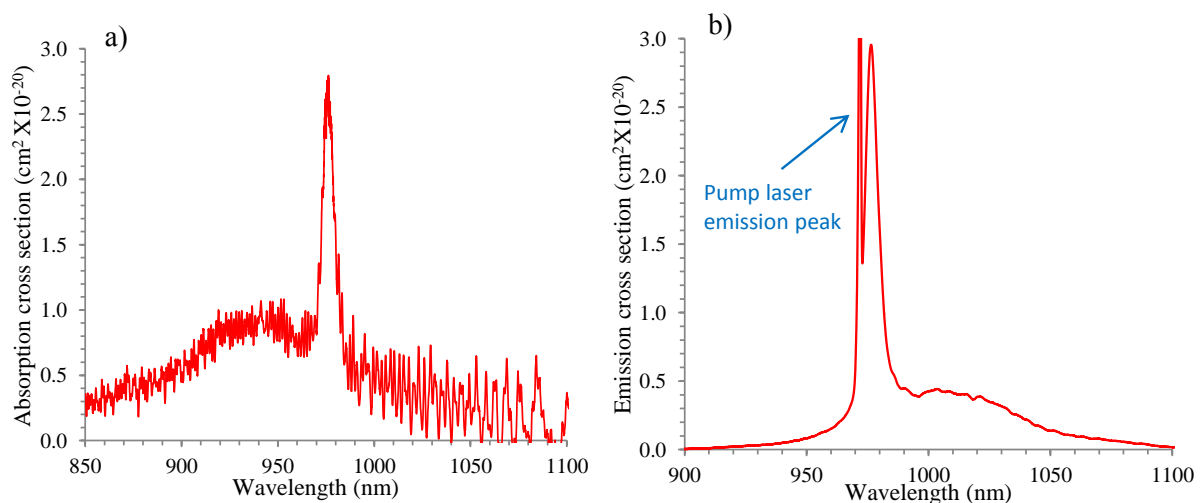 a)
Absorption cross section (cm² X10⁻²⁰)
3.0
2.5
2.0
1.5
1.0
0.5
0.0
850 900 950 1000 1050 1100
Wavelength (nm)
b)
Emission cross section (cm² X10⁻²⁰)
3.0
2.5
2.0
1.5
1.0
0.5
0.0
Pump laser
emission peak
900 950 1000 1050 1100
Wavelength (nm)